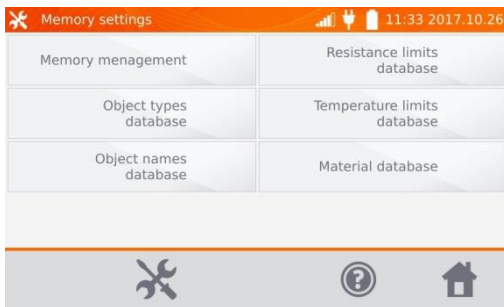 Memory settings
11:33 2017.10.26
Memory menagement
Resistance limits
database
Object types
database
Temperature limits
database
Object names
database
Material database
?